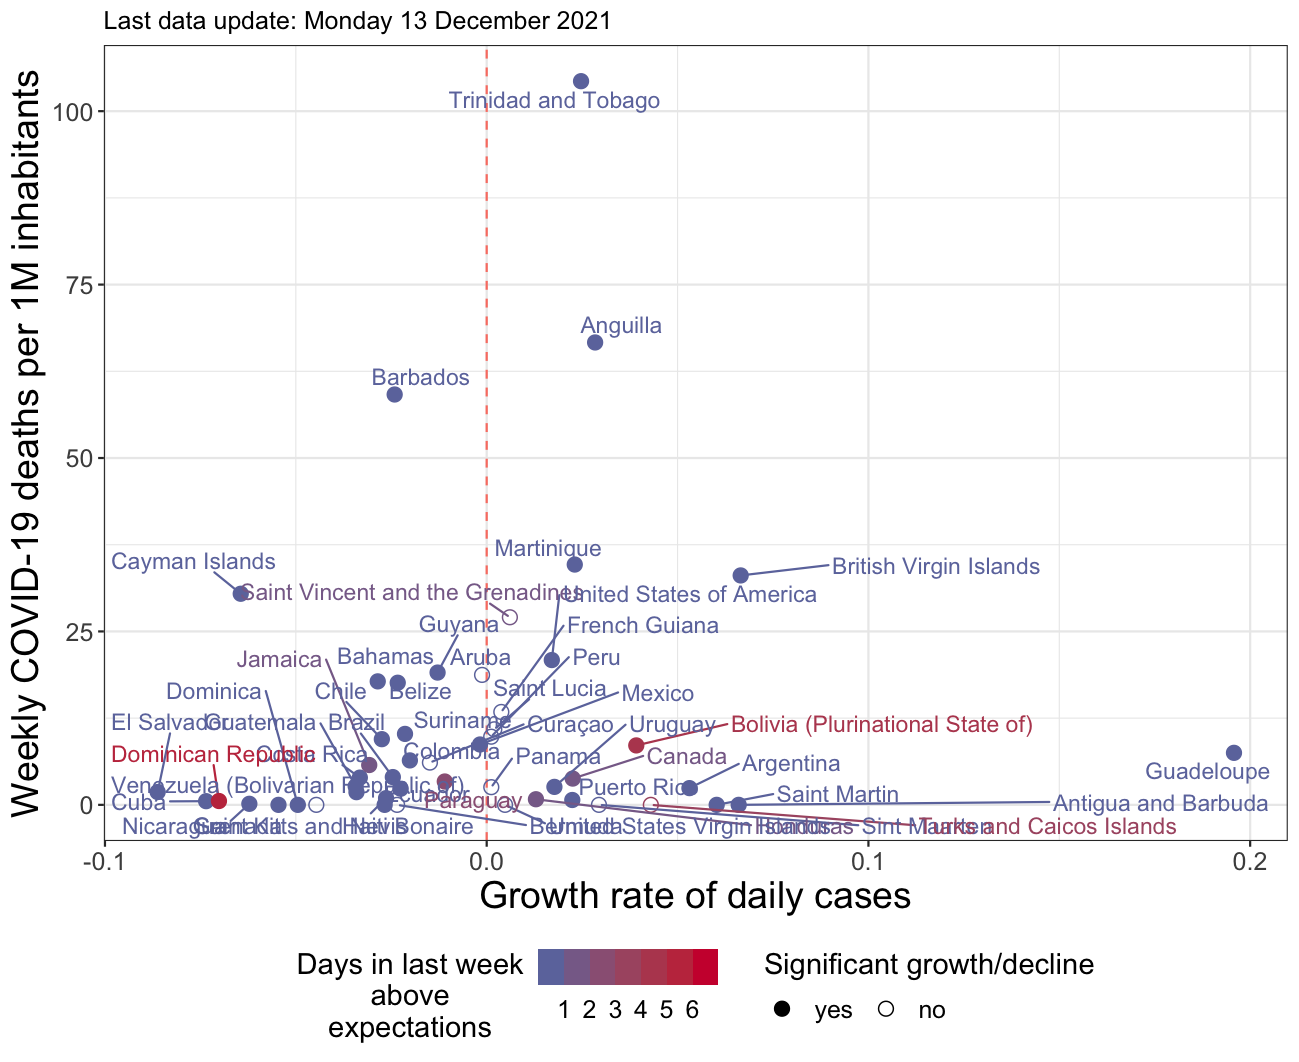 Last data update: Monday 13 December 2021
Weekly COVID-19 deaths per 1M inhabitants
100
75
50
25
0
Trinidad and Tobago
Anguilla
Barbados
Martinique
Cayman Islands
British Virgin Islands
Saint Vincent and the Grenadines
United States of America
Guyana
French Guiana
Jamaica
Bahamas
Aruba
Peru
Dominica
Chile
Belize
Saint Lucia
Mexico
El Salvador
Guatemala
Brazil
Suriname
Curaçao
Uruguay
Bolivia (Plurinational State of)
Dominican Republic
Costa Rica
Colombia
Panama
Canada
Argentina
Guadeloupe
Venezuela (Bolivarian Republic of)
Ecuador
Puerto Rico
Saint Martin
Cuba
Paraguay
Antigua and Barbuda
Nicaragua
Grenada
Saint Kitts and Nevis
Haiti
Bonaire
Bermuda
United States Virgin Islands
Honduras
Sint Maarten
Turks and Caicos Islands
-0.1
0.0
0.1
0.2
Growth rate of daily cases
Days in last week
above
expectations
1 2 3 4 5 6
Significant growth/decline
yes
no